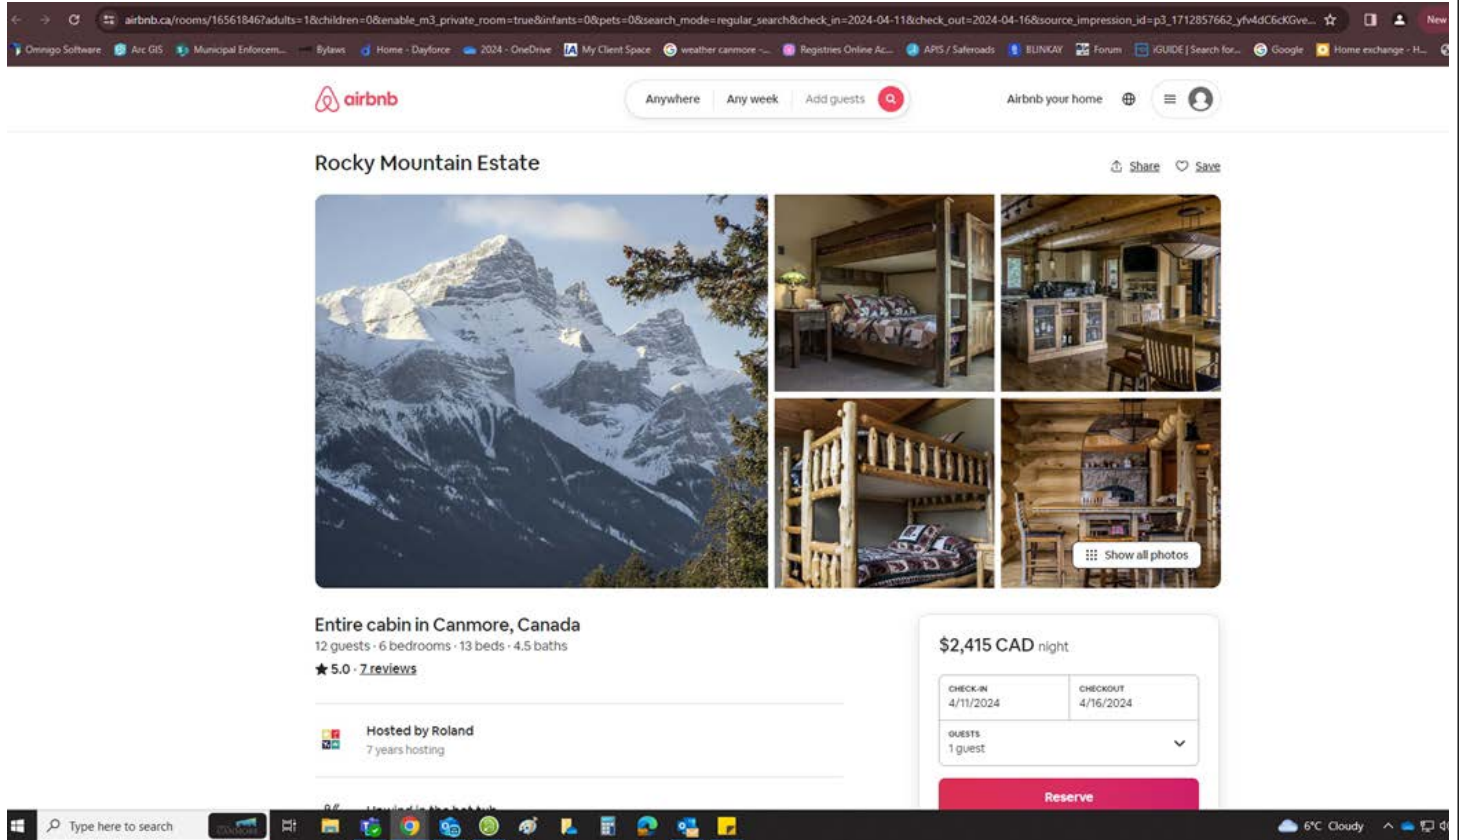 airbnb.ca/rooms/16561846?adults=1&children=0&enable_m3_private_room=true&infants=0&pets=0&search_mode=regular_search&check_in=2024-04-11&check_out=2024-04-16&source_impression_id=p3_1712857662_yfv4dC6cKGve...
New
Omnigo Software Arc GIS Municipal Enforcem... Bylaws Home - Dayforce 2024 - OneDrive My Client Space weather canmore -... Registries Online Ac... APIS / Saferoads BLINKAY Forum iGUIDE | Search for... Google Home exchange - H...
airbnb
Anywhere Any week Add guests
Airbnb your home
Rocky Mountain Estate
Share Save
Show all photos
Entire cabin in Canmore, Canada
12 guests · 6 bedrooms · 13 beds · 4.5 baths
5.0 · 7 reviews
Hosted by Roland
7 years hosting
Unwind in the hot tub
$2,415 CAD night
CHECK-IN CHECKOUT
4/11/2024 4/16/2024
GUESTS
1 guest
Reserve
Type here to search
6°C Cloudy